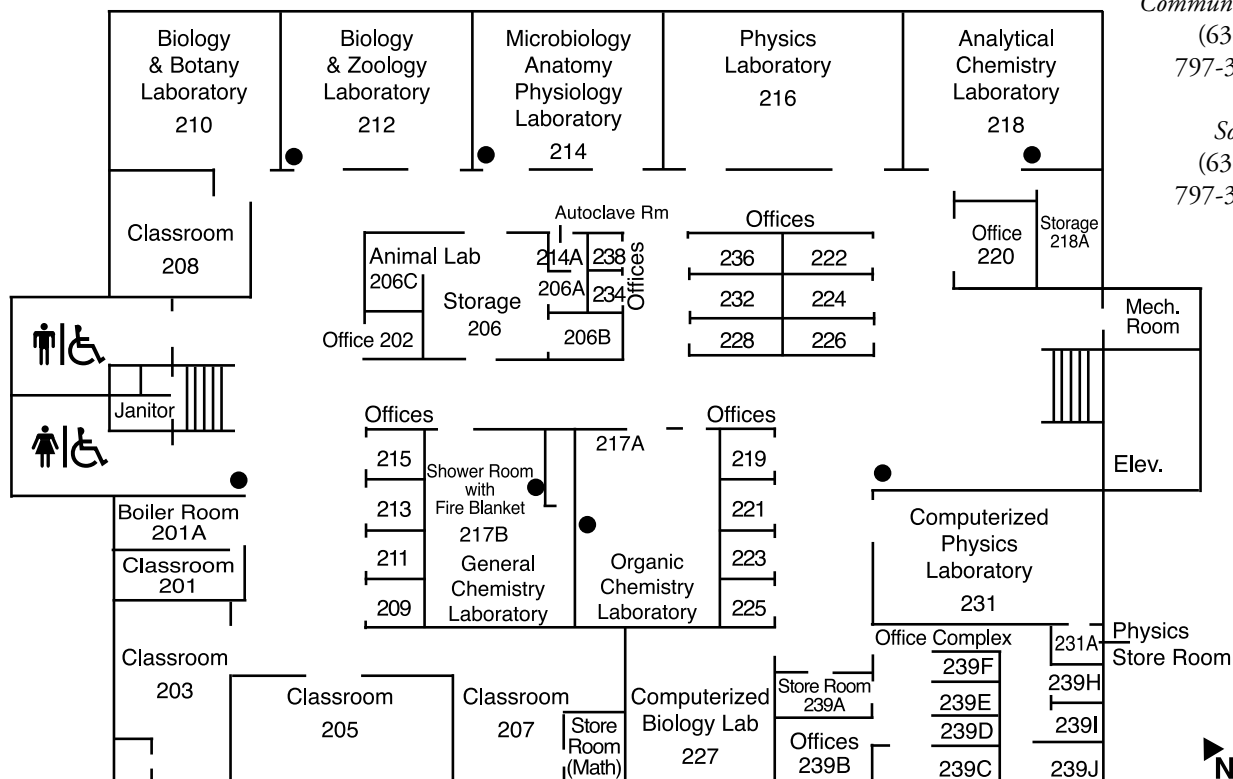 Commun
(63
797-3
So
(63
797-3
Biology
& Botany
Laboratory
210
Biology
& Zoology
Laboratory
212
Microbiology
Anatomy
Physiology
Laboratory
214
Physics
Laboratory
216
Analytical
Chemistry
Laboratory
218
Classroom
208
Autoclave Rm
Animal Lab
206C
Storage
206
Office 202
214A
206A
206B
238
234
Offices
Offices
236
222
232
224
228
226
Office
220
Storage
218A
Mech.
Room
Janitor
Elev.
Offices
215
213
211
209
Shower Room
with
Fire Blanket
217B
General
Chemistry
Laboratory
217A
Organic
Chemistry
Laboratory
Offices
219
221
223
225
Boiler Room
201A
Classroom
201
Classroom
203
Classroom
205
Classroom
207
Store
Room
(Math)
Computerized
Biology Lab
227
Computerized
Physics
Laboratory
231
Store Room
239A
Offices
239B
Office Complex
239F
239E
239D
239C
231A
Physics
Store Room
239H
239I
239J
N